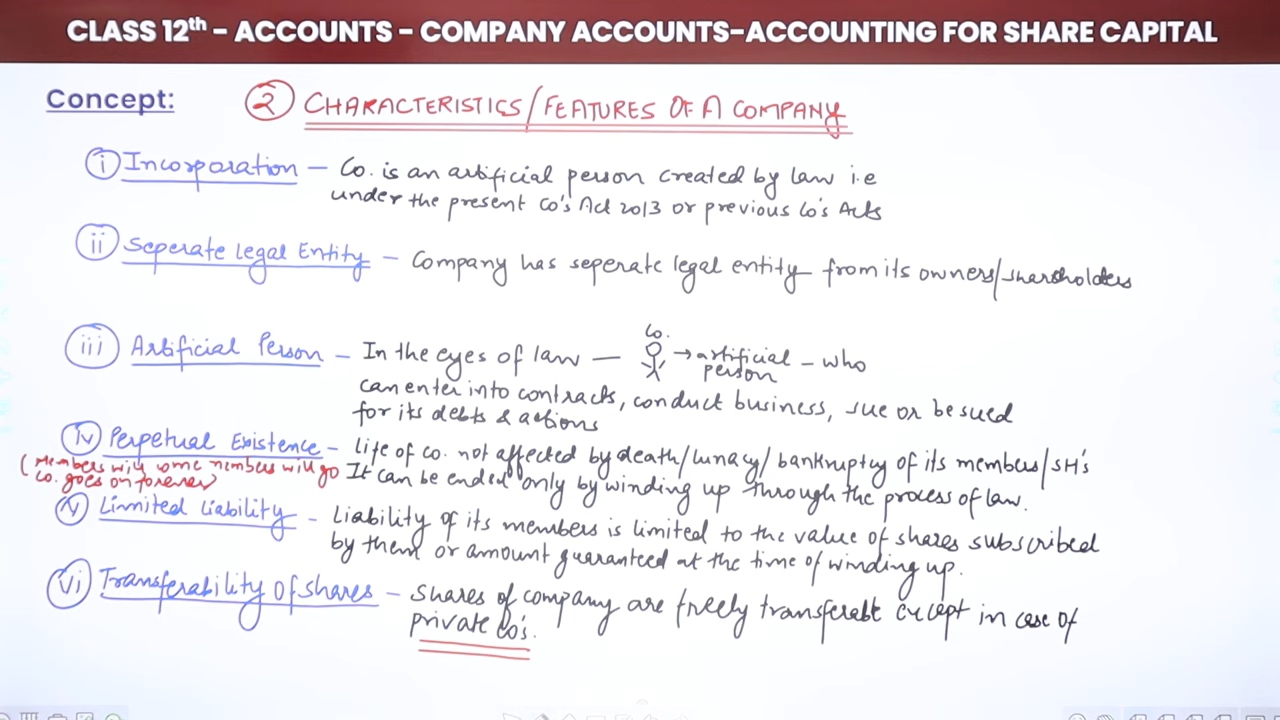 CLASS 12th - ACCOUNTS - COMPANY ACCOUNTS-ACCOUNTING FOR SHARE CAPITAL
Concept: ② CHARACTERISTICS/FEATURES OF A COMPANY
i Incorporation - Co. is an artificial person created by law i.e
under the present Co's Act 2013 or previous Co's Acts
ii Seperate Legal Entity - Company has seperate legal entity from its owners/shareholders
Co.
iii Artificial Person - In the eyes of law — → artificial - who
person
can enter into contracts, conduct business, sue or be sued
for its debts & actions
iv Perpetual Existence - Life of co. not affected by death/lunacy/bankruptcy of its members/SH's
(Members will come members will go It can be ended only by winding up through the process of law.
Co. goes on forever)
v Limited Liability - Liability of its members is limited to the value of shares subscribed
by them or amount guaranteed at the time of winding up.
vi Transferability of shares - Shares of company are freely transferable except in case of
private Co's.